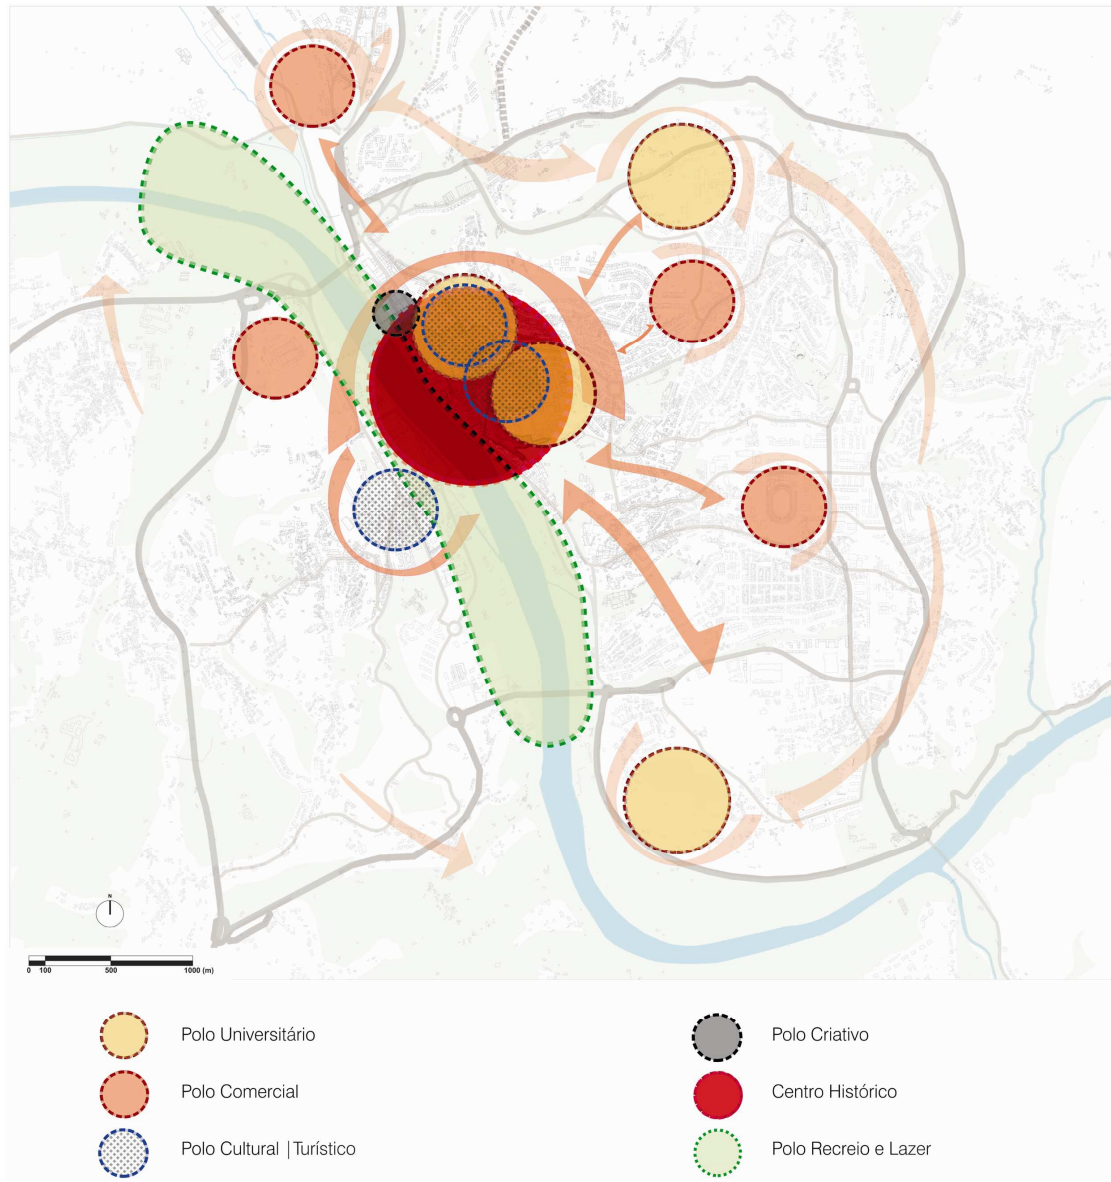 N
0 100 500 1000 (m)
Polo Universitário
Polo Criativo
Polo Comercial
Centro Histórico
Polo Cultural | Turístico
Polo Recreio e Lazer